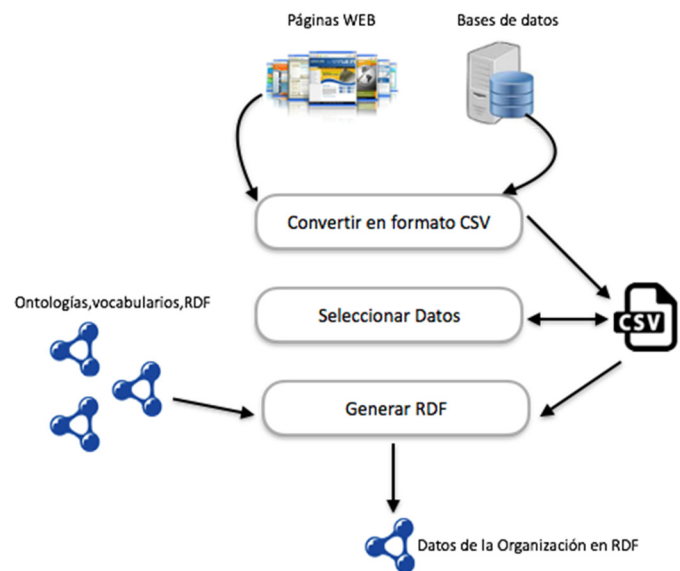 Páginas WEB
Bases de datos
Convertir en formato CSV
Ontologías,vocabularios,RDF
Seleccionar Datos
CSV
Generar RDF
Datos de la Organización en RDF